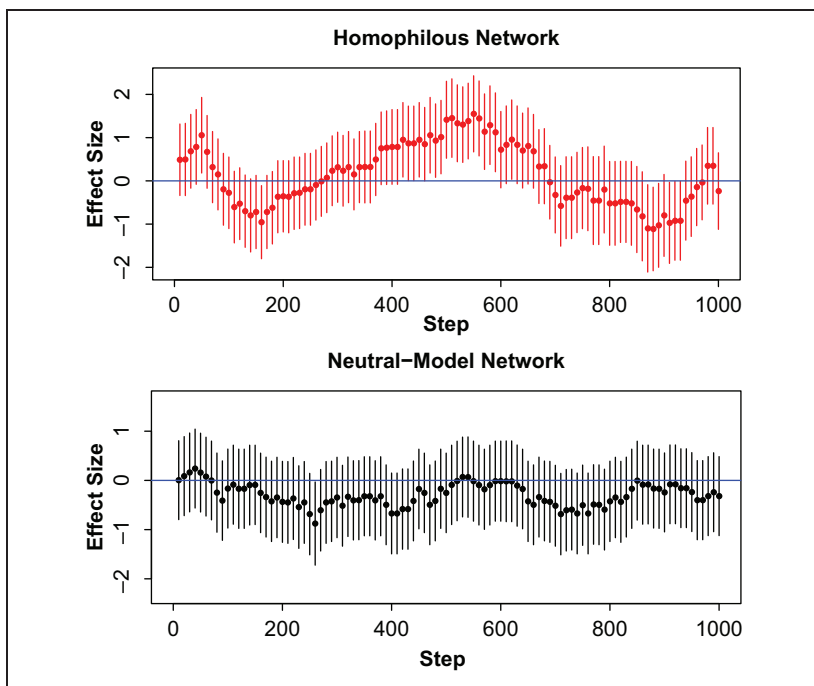 Homophilous Network
Effect Size
2
1
0
−1
−2
0 200 400 600 800 1000
Step
Neutral−Model Network
Effect Size
1
0
−1
−2
0 200 400 600 800 1000
Step